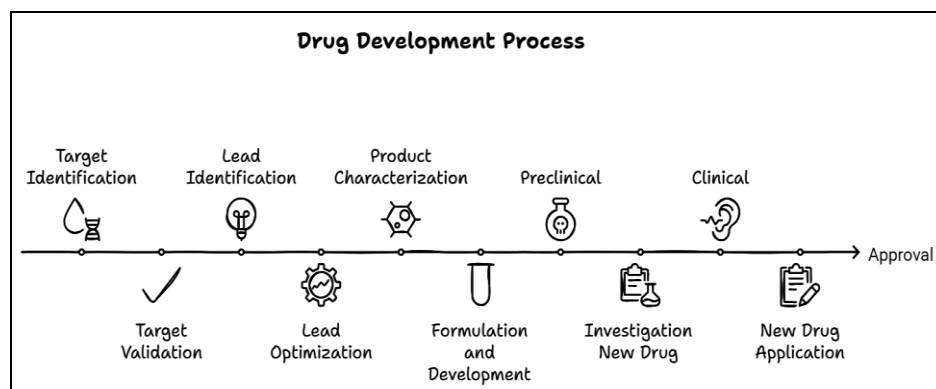 Drug Development Process
Target
Identification
Lead
Identification
Product
Characterization
Preclinical
Clinical
Approval
Target
Validation
Lead
Optimization
Formulation
and
Development
Investigation
New Drug
New Drug
Application